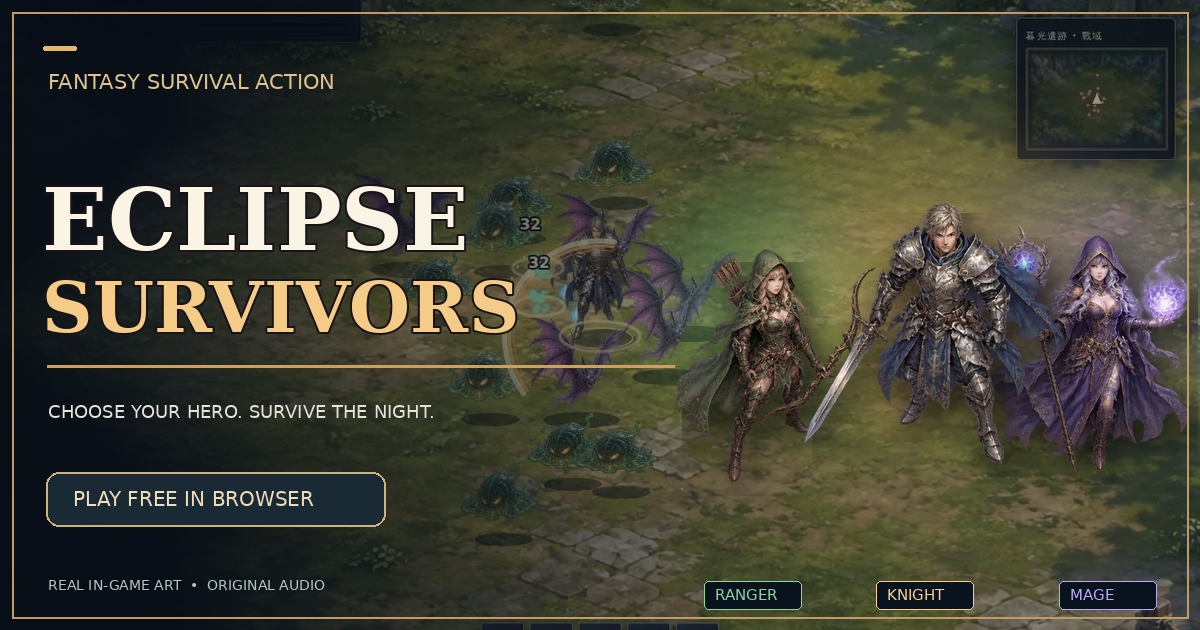 FANTASY SURVIVAL ACTION
暮光遺跡 · 戰域
ECLIPSE
SURVIVORS
32
32
CHOOSE YOUR HERO. SURVIVE THE NIGHT.
PLAY FREE IN BROWSER
REAL IN-GAME ART • ORIGINAL AUDIO
RANGER
KNIGHT
MAGE